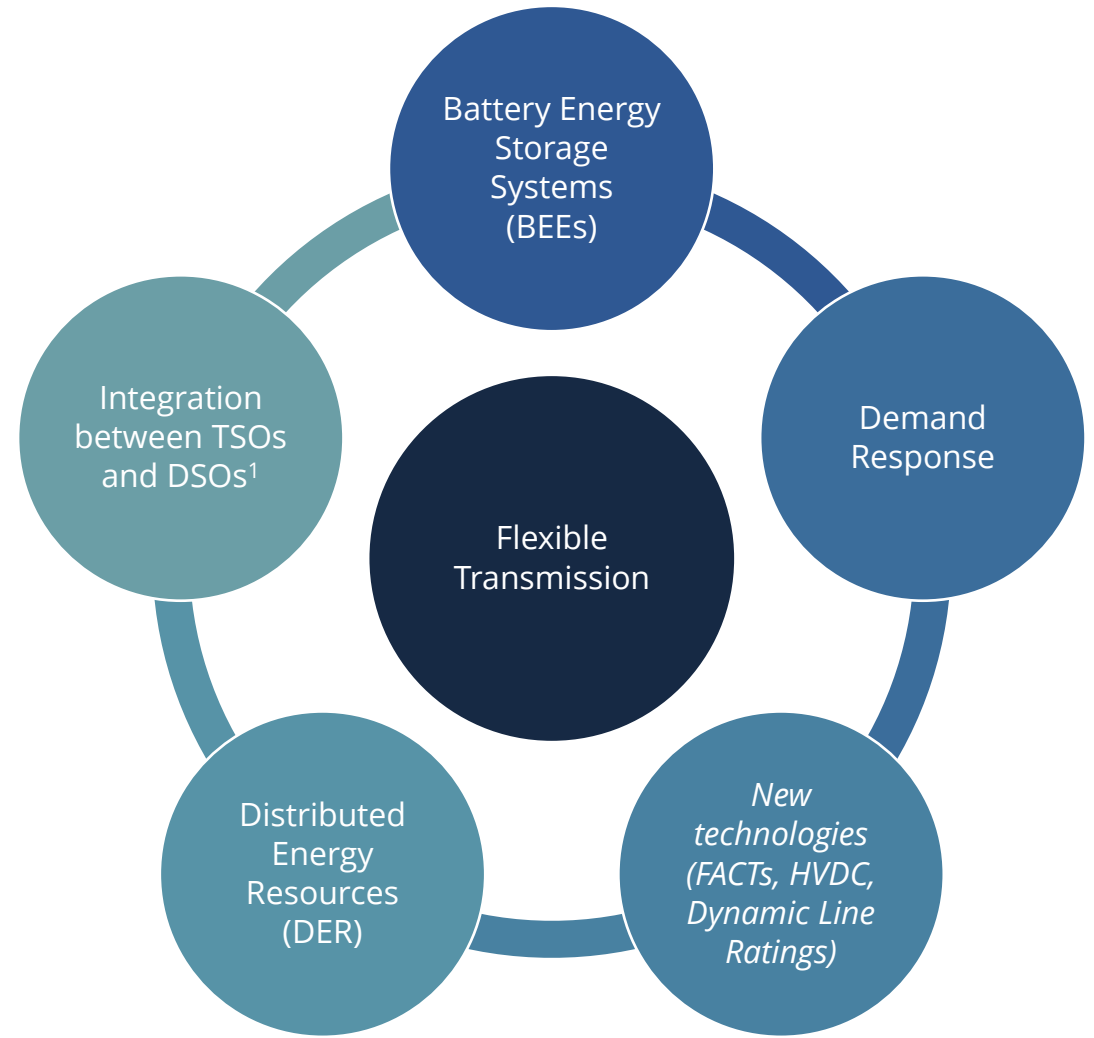 Battery Energy
Storage
Systems
(BEEs)
Demand
Response
New
technologies
(FACTs, HVDC,
Dynamic Line
Ratings)
Distributed
Energy
Resources
(DER)
Integration
between TSOs
and DSOs¹
Flexible
Transmission